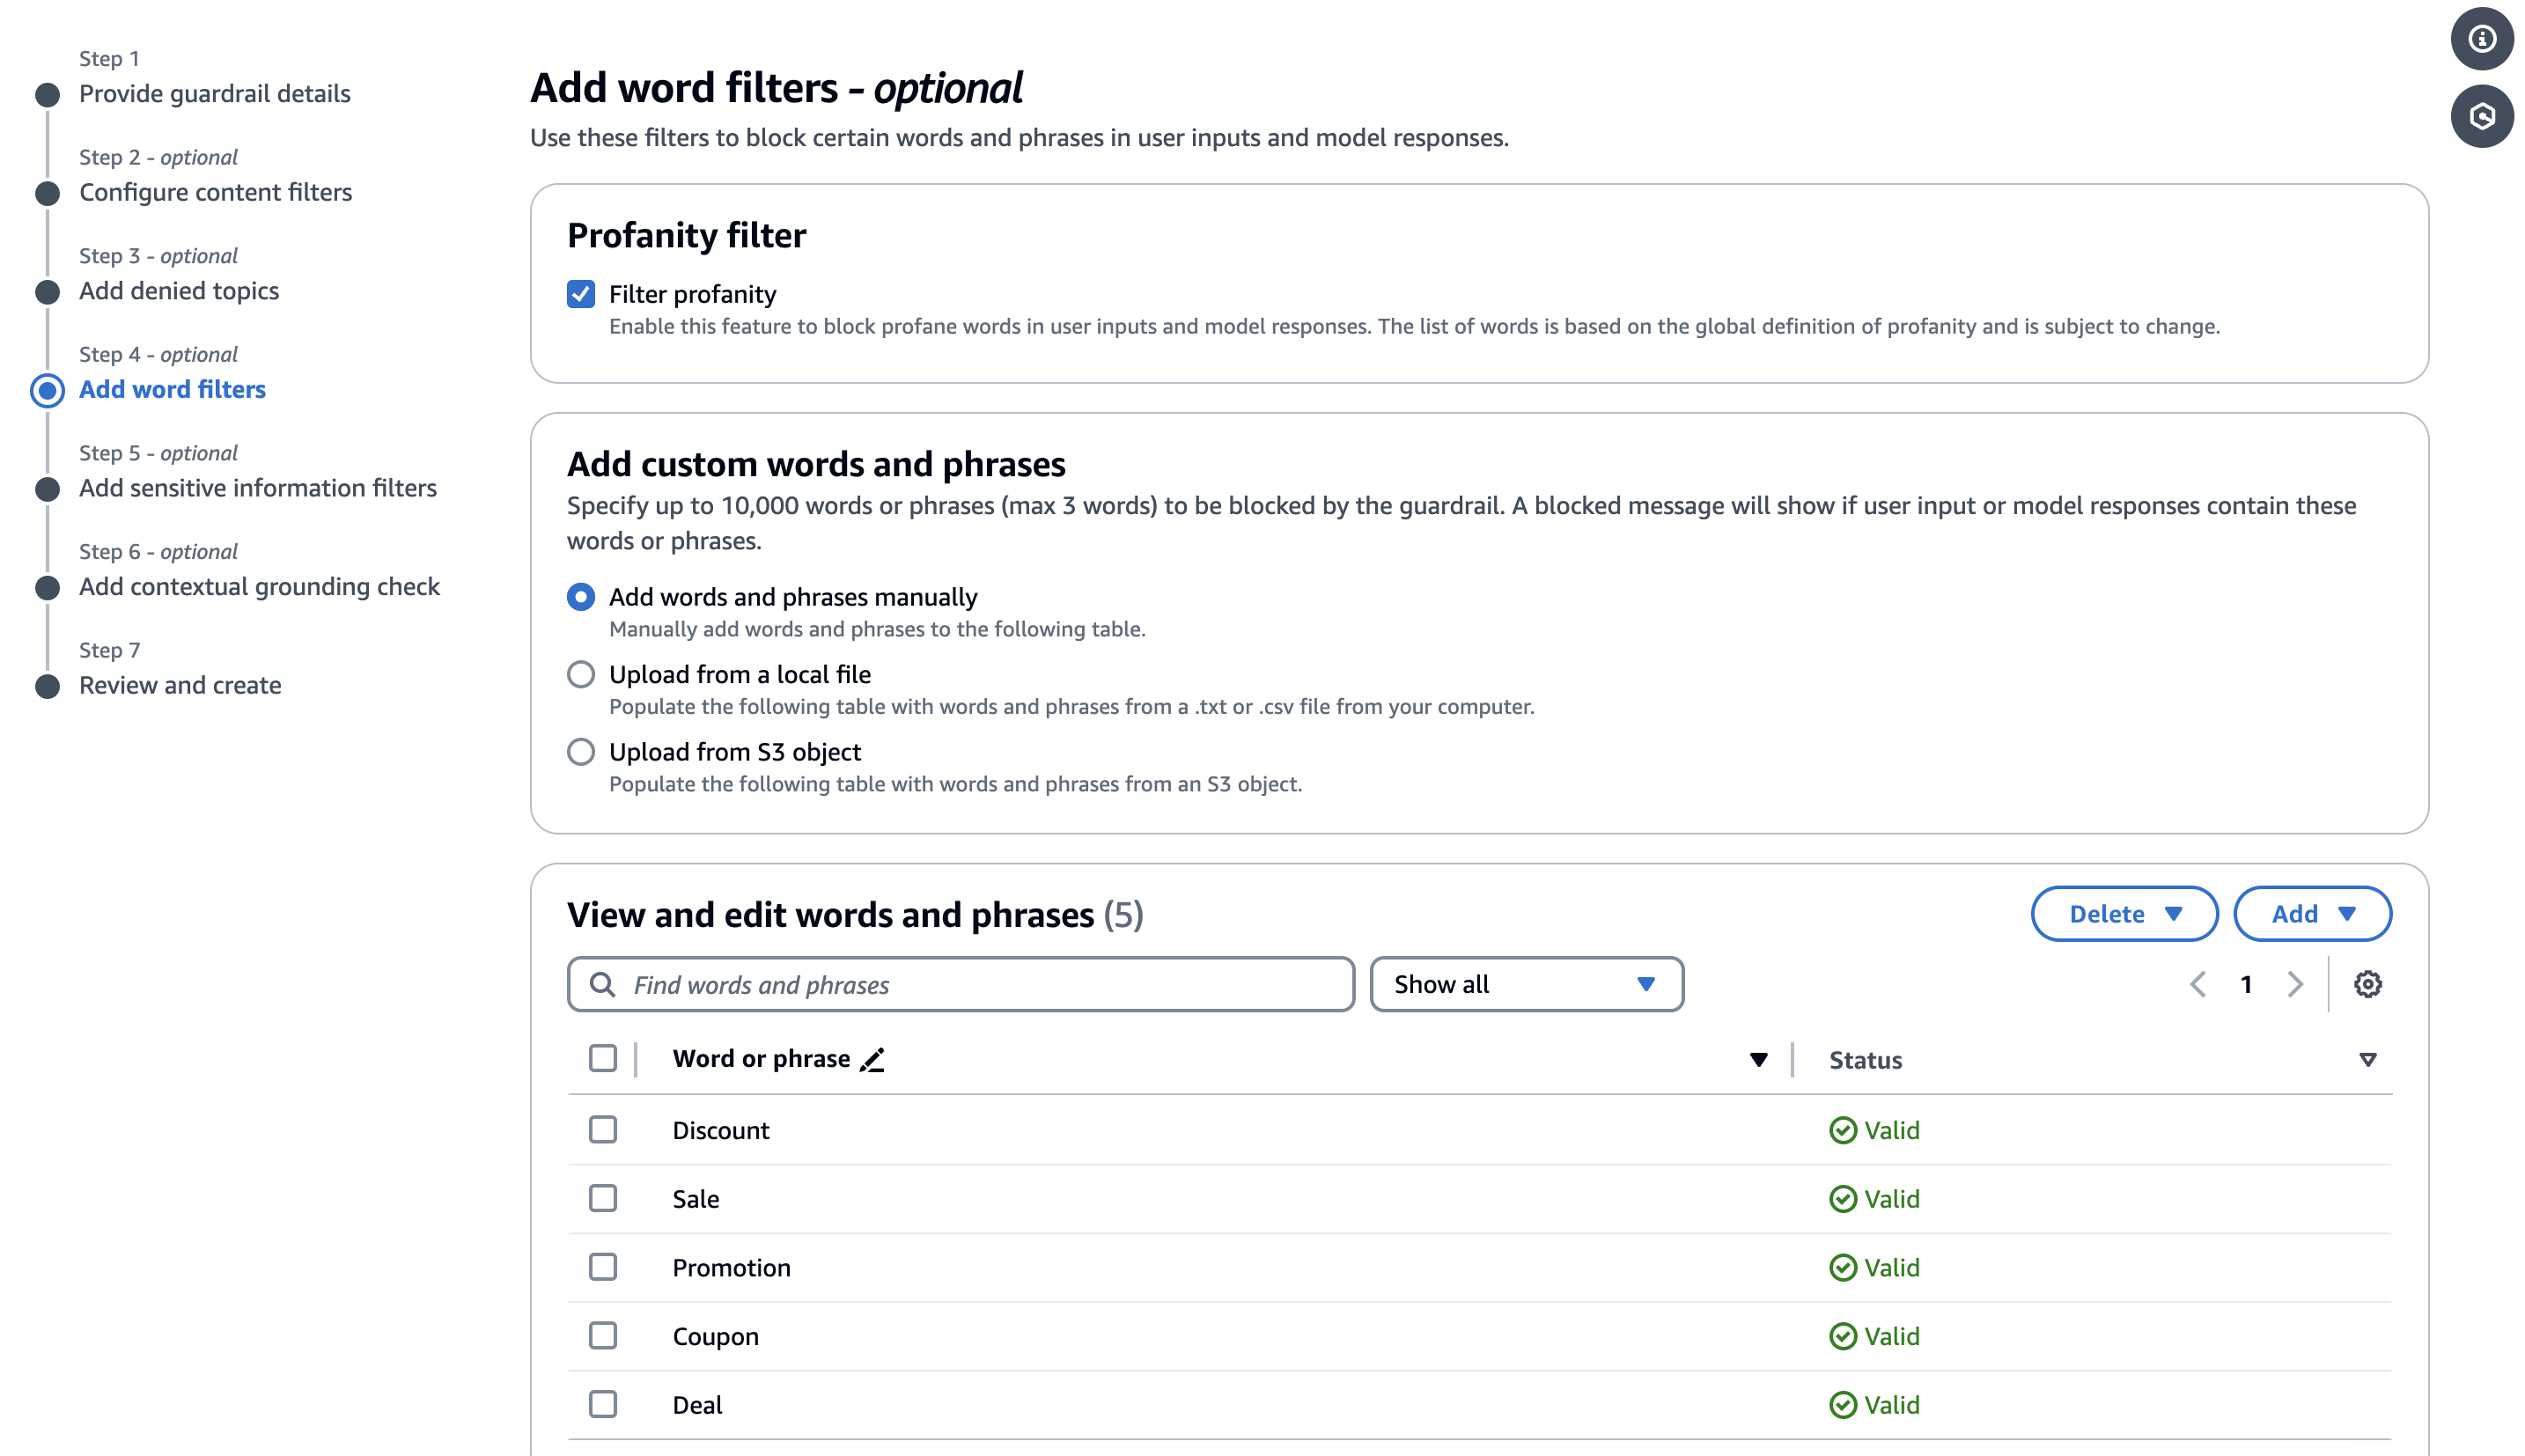 Step 1
Provide guardrail details
Step 2 - optional
Configure content filters
Step 3 - optional
Add denied topics
Step 4 - optional
Add word filters
Step 5 - optional
Add sensitive information filters
Step 6 - optional
Add contextual grounding check
Step 7
Review and create
Add word filters - optional
Use these filters to block certain words and phrases in user inputs and model responses.
Profanity filter
Filter profanity
Enable this feature to block profane words in user inputs and model responses. The list of words is based on the global definition of profanity and is subject to change.
Add custom words and phrases
Specify up to 10,000 words or phrases (max 3 words) to be blocked by the guardrail. A blocked message will show if user input or model responses contain these
words or phrases.
Add words and phrases manually
Manually add words and phrases to the following table.
Upload from a local file
Populate the following table with words and phrases from a .txt or .csv file from your computer.
Upload from S3 object
Populate the following table with words and phrases from an S3 object.
View and edit words and phrases (5)
Delete
Add
Find words and phrases
Show all
1
Word or phrase
Status
Discount
Valid
Sale
Valid
Promotion
Valid
Coupon
Valid
Deal
Valid